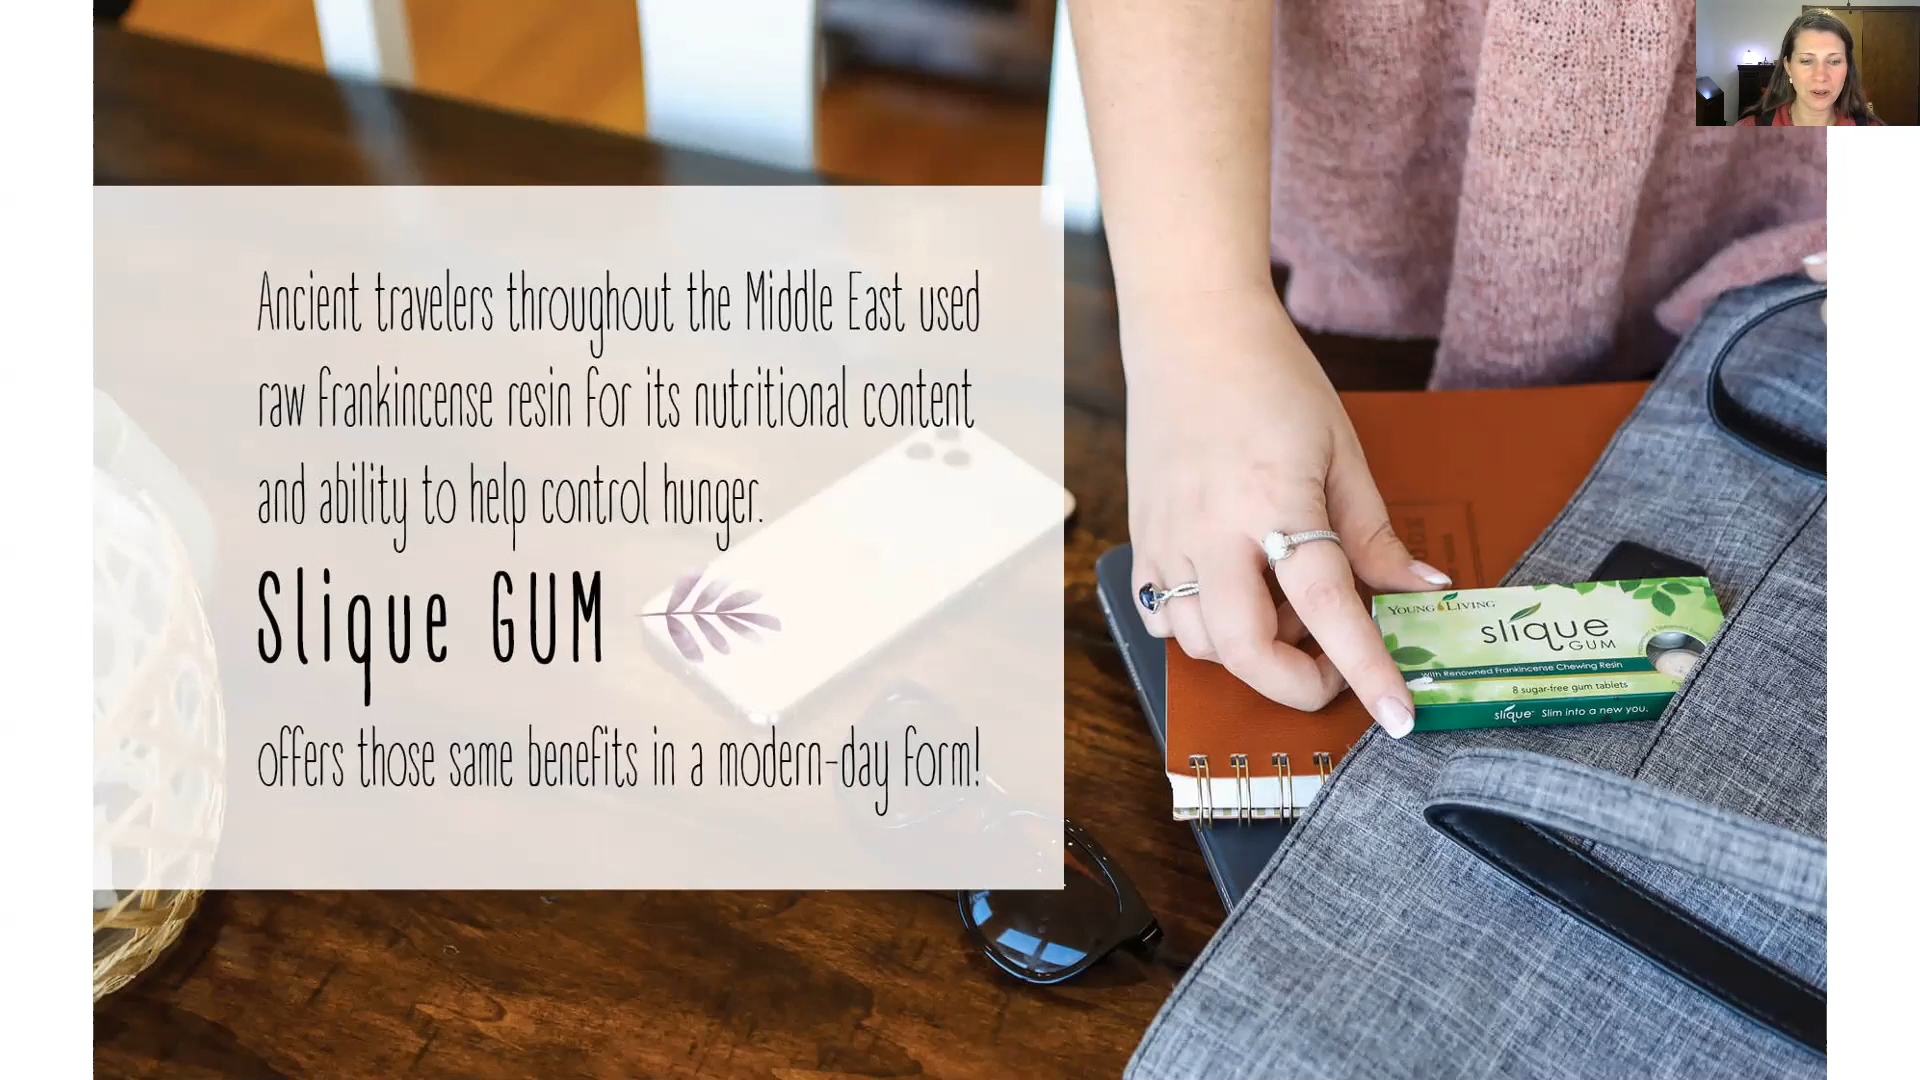 Ancient travelers throughout the Middle East used
raw frankincense resin for its nutritional content
and ability to help control hunger.
Slique GUM
offers those same benefits in a modern-day form!
YOUNG LIVING
slique
GUM
with Renowned Frankincense Chewing Resin
8 sugar-free gum tablets
slique™ Slim into a new you.